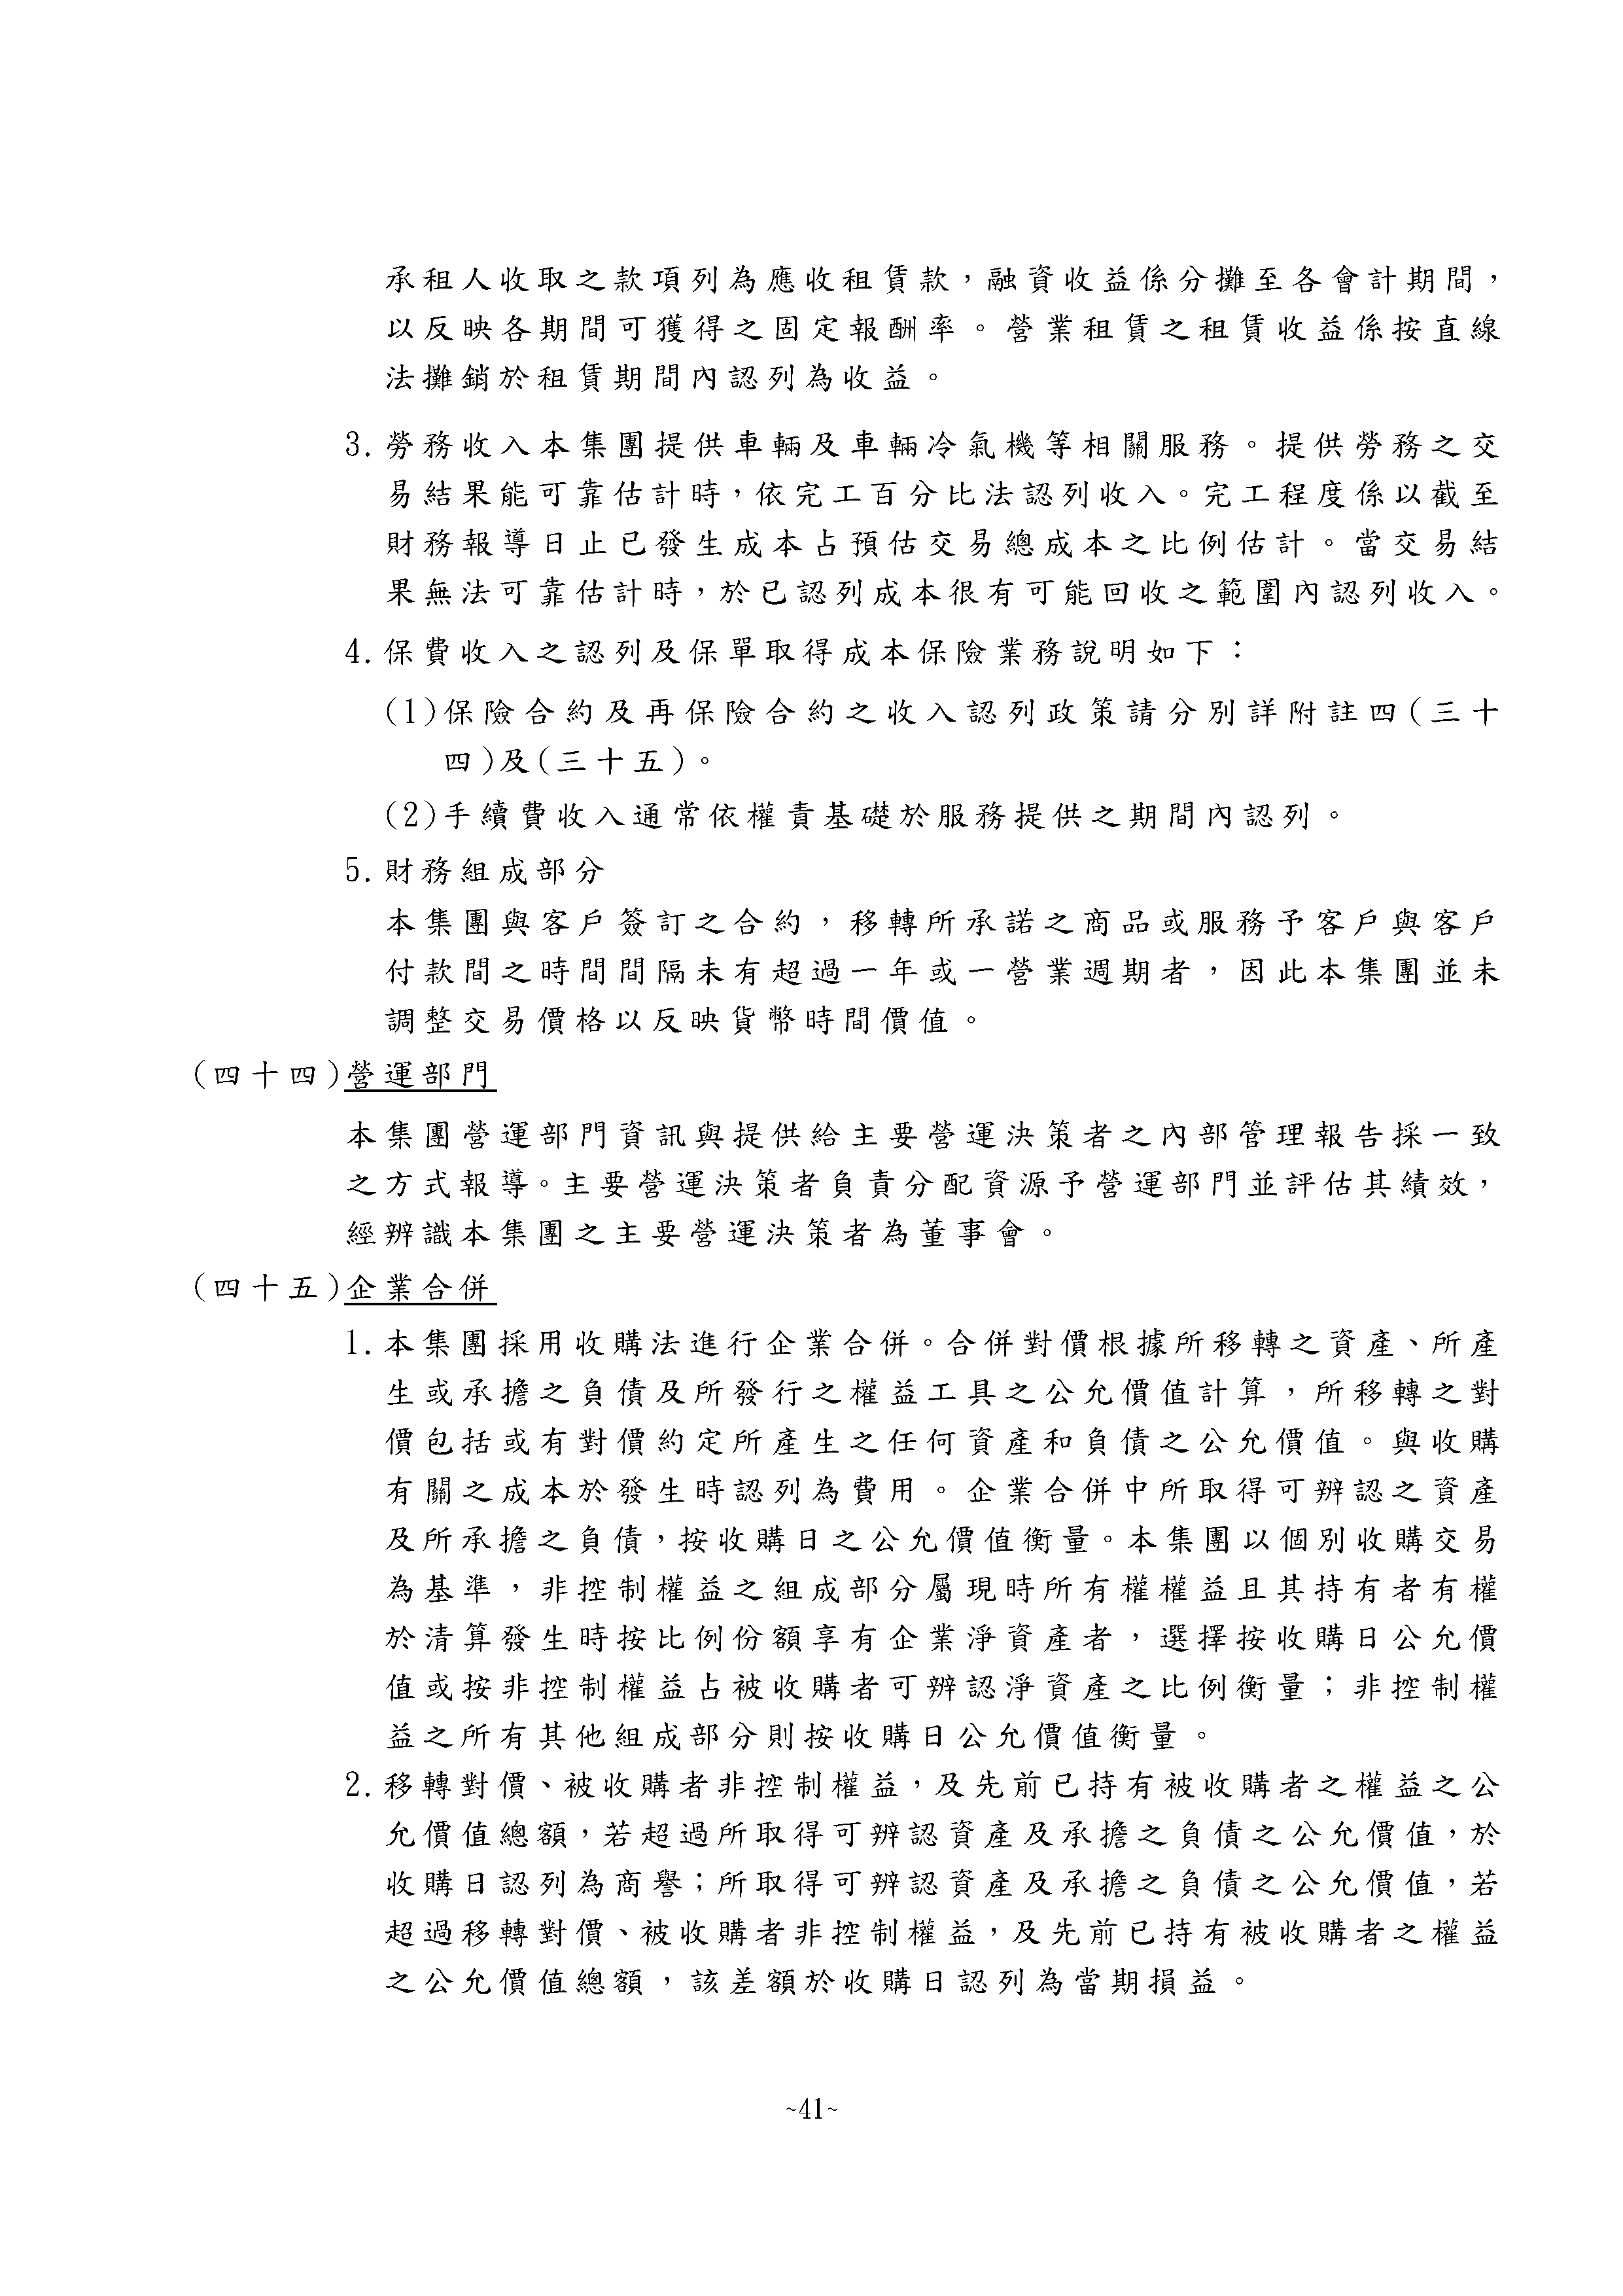 承租人收取之款項列為應收租賃款，融資收益係分攤至各會計期間，
以反映各期間可獲得之固定報酬率。營業租賃之租賃收益係按直線
法攤銷於租賃期間內認列為收益。
3.勞務收入本集團提供車輛及車輛冷氣機等相關服務。提供勞務之交
易結果能可靠估計時，依完工百分比法認列收入。完工程度係以截至
財務報導日止已發生成本占預估交易總成本之比例估計。當交易結
果無法可靠估計時，於已認列成本很有可能回收之範圍內認列收入。
4.保費收入之認列及保單取得成本保險業務說明如下：
(1)保險合約及再保險合約之收入認列政策請分別詳附註四(三十
四)及(三十五)。
(2)手續費收入通常依權責基礎於服務提供之期間內認列。
5.財務組成部分
本集團與客戶簽訂之合約，移轉所承諾之商品或服務予客戶與客戶
付款間之時間間隔未有超過一年或一營業週期者，因此本集團並未
調整交易價格以反映貨幣時間價值。
(四十四)營運部門
本集團營運部門資訊與提供給主要營運決策者之內部管理報告採一致
之方式報導。主要營運決策者負責分配資源予營運部門並評估其績效，
經辨識本集團之主要營運決策者為董事會。
(四十五)企業合併
1.本集團採用收購法進行企業合併。合併對價根據所移轉之資產、所產
生或承擔之負債及所發行之權益工具之公允價值計算，所移轉之對
價包括或有對價約定所產生之任何資產和負債之公允價值。與收購
有關之成本於發生時認列為費用。企業合併中所取得可辨認之資產
及所承擔之負債，按收購日之公允價值衡量。本集團以個別收購交易
為基準，非控制權益之組成部分屬現時所有權權益且其持有者有權
於清算發生時按比例份額享有企業淨資產者，選擇按收購日公允價
值或按非控制權益占被收購者可辨認淨資產之比例衡量；非控制權
益之所有其他組成部分則按收購日公允價值衡量。
2.移轉對價、被收購者非控制權益，及先前已持有被收購者之權益之公
允價值總額，若超過所取得可辨認資產及承擔之負債之公允價值，於
收購日認列為商譽；所取得可辨認資產及承擔之負債之公允價值，若
超過移轉對價、被收購者非控制權益，及先前已持有被收購者之權益
之公允價值總額，該差額於收購日認列為當期損益。
~41~